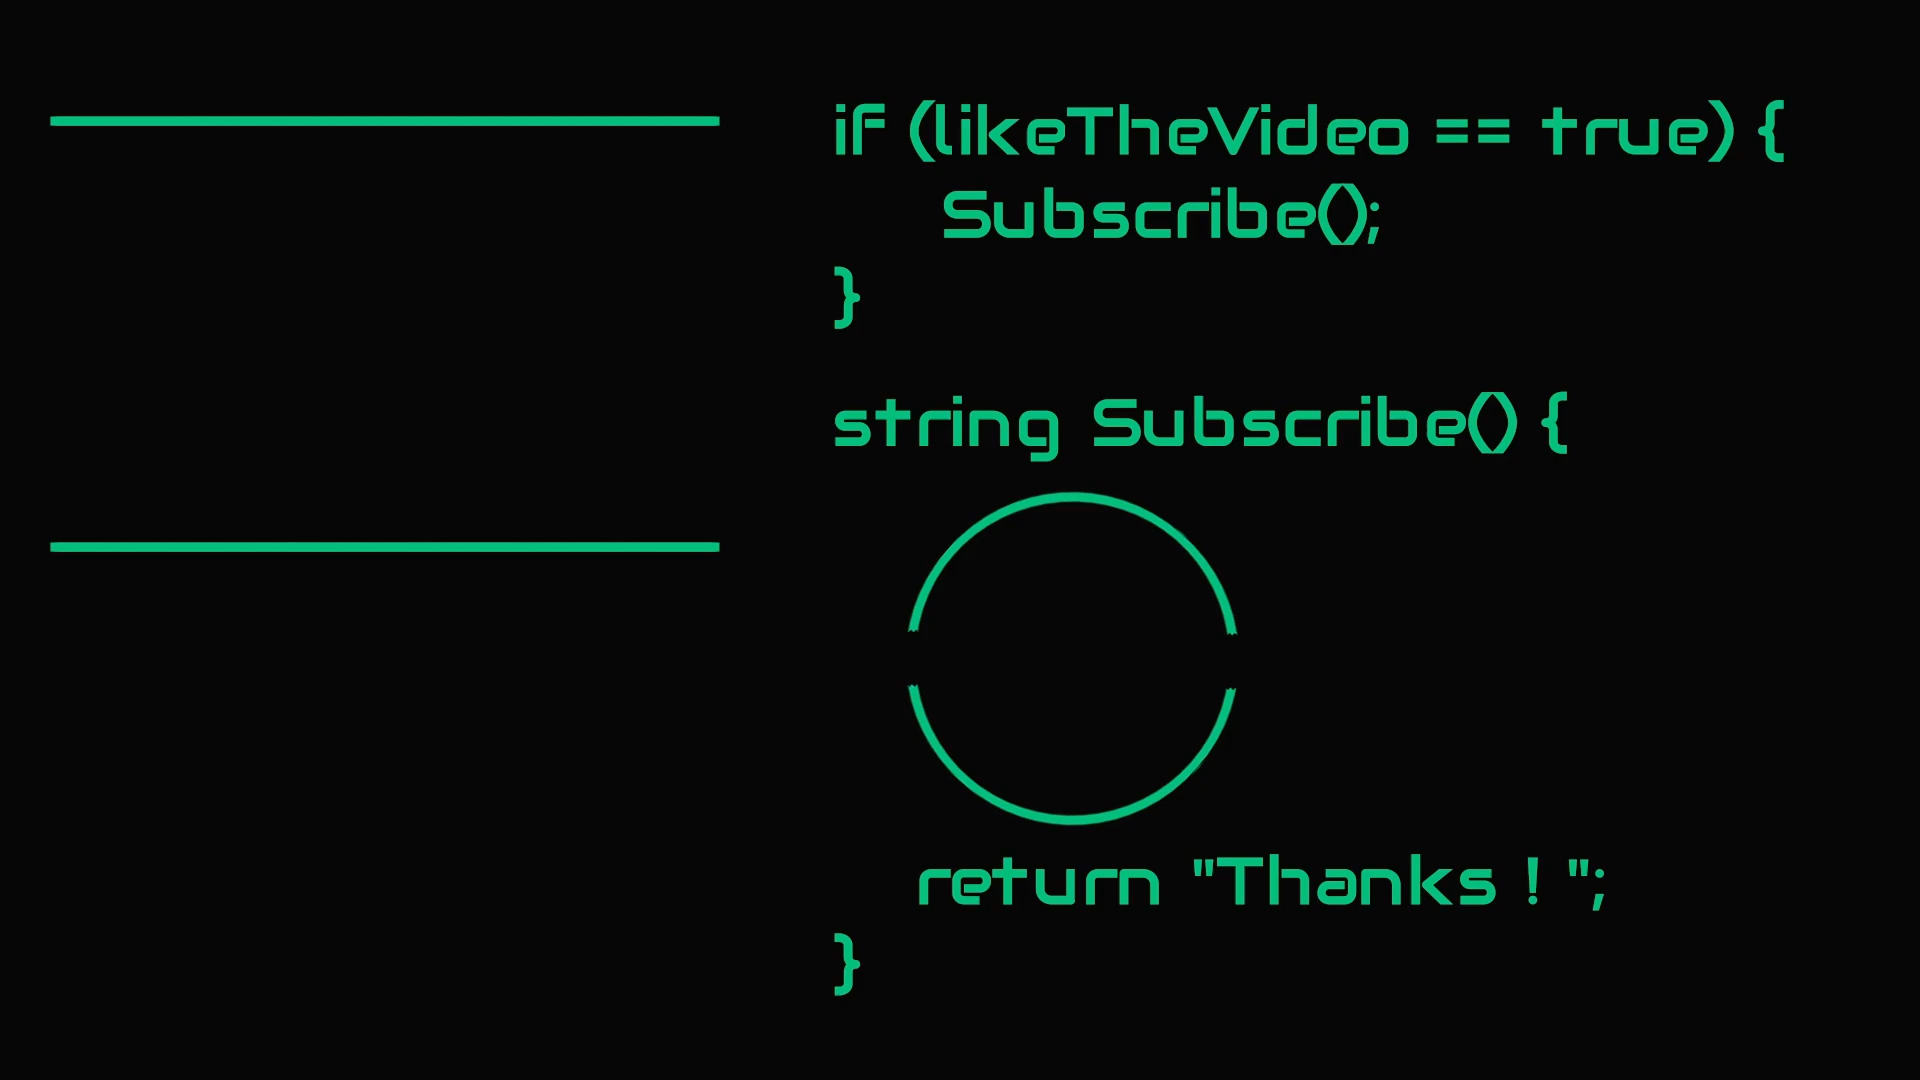 if (likeTheVideo == true) {
Subscribe();
}
string Subscribe() {
return "Thanks ! ";
}